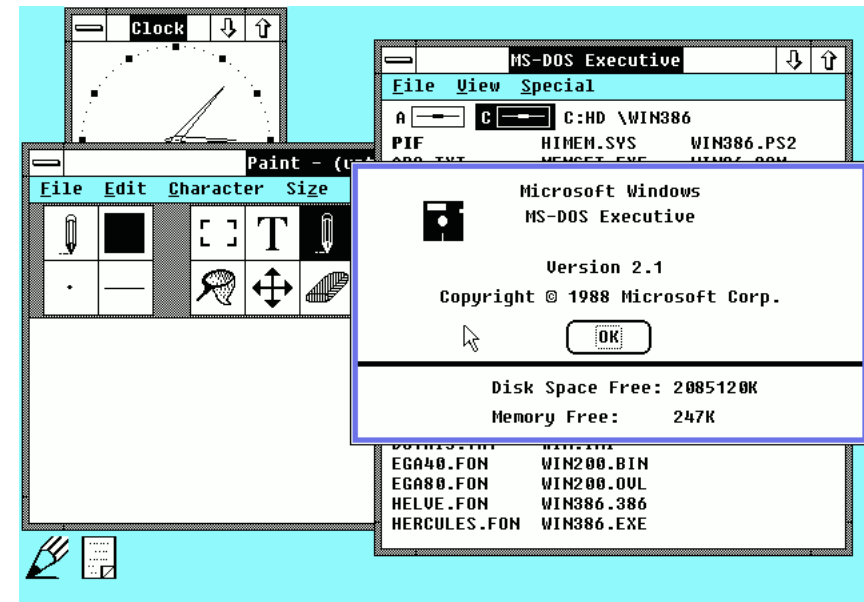 Clock
MS-DOS Executive
File View Special
A C C:HD \WIN386
PIF HIMEM.SYS WIN386.PS2
Paint - (unt
File Edit Character Size
T
Microsoft Windows
MS-DOS Executive
Version 2.1
Copyright © 1988 Microsoft Corp.
OK
Disk Space Free: 2085120K
Memory Free: 247K
EGA40.FON WIN200.BIN
EGA80.FON WIN200.OVL
HELVE.FON WIN386.386
HERCULES.FON WIN386.EXE